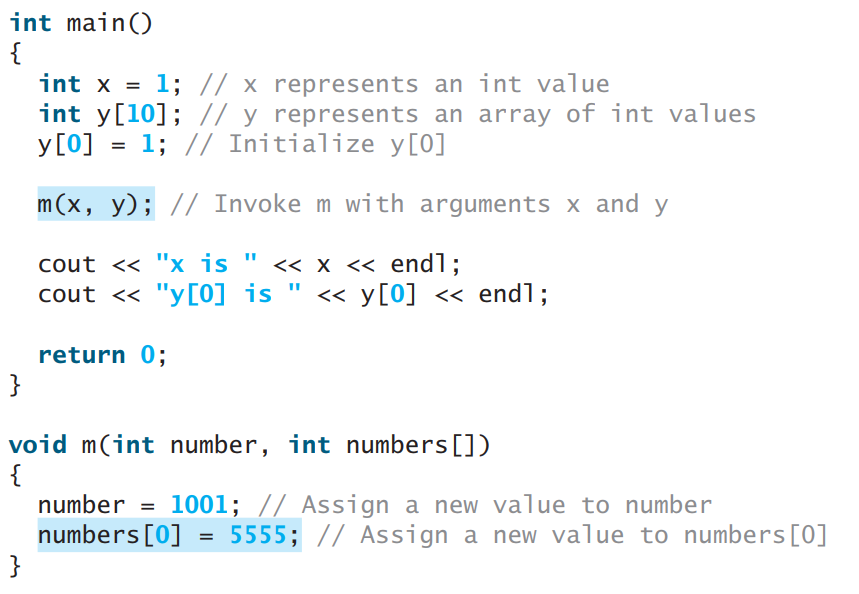 int main()
{
  int x = 1; // x represents an int value
  int y[10]; // y represents an array of int values
  y[0] = 1; // Initialize y[0]

  m(x, y); // Invoke m with arguments x and y

  cout << "x is " << x << endl;
  cout << "y[0] is " << y[0] << endl;

  return 0;
}

void m(int number, int numbers[])
{
  number = 1001; // Assign a new value to number
  numbers[0] = 5555; // Assign a new value to numbers[0]
}